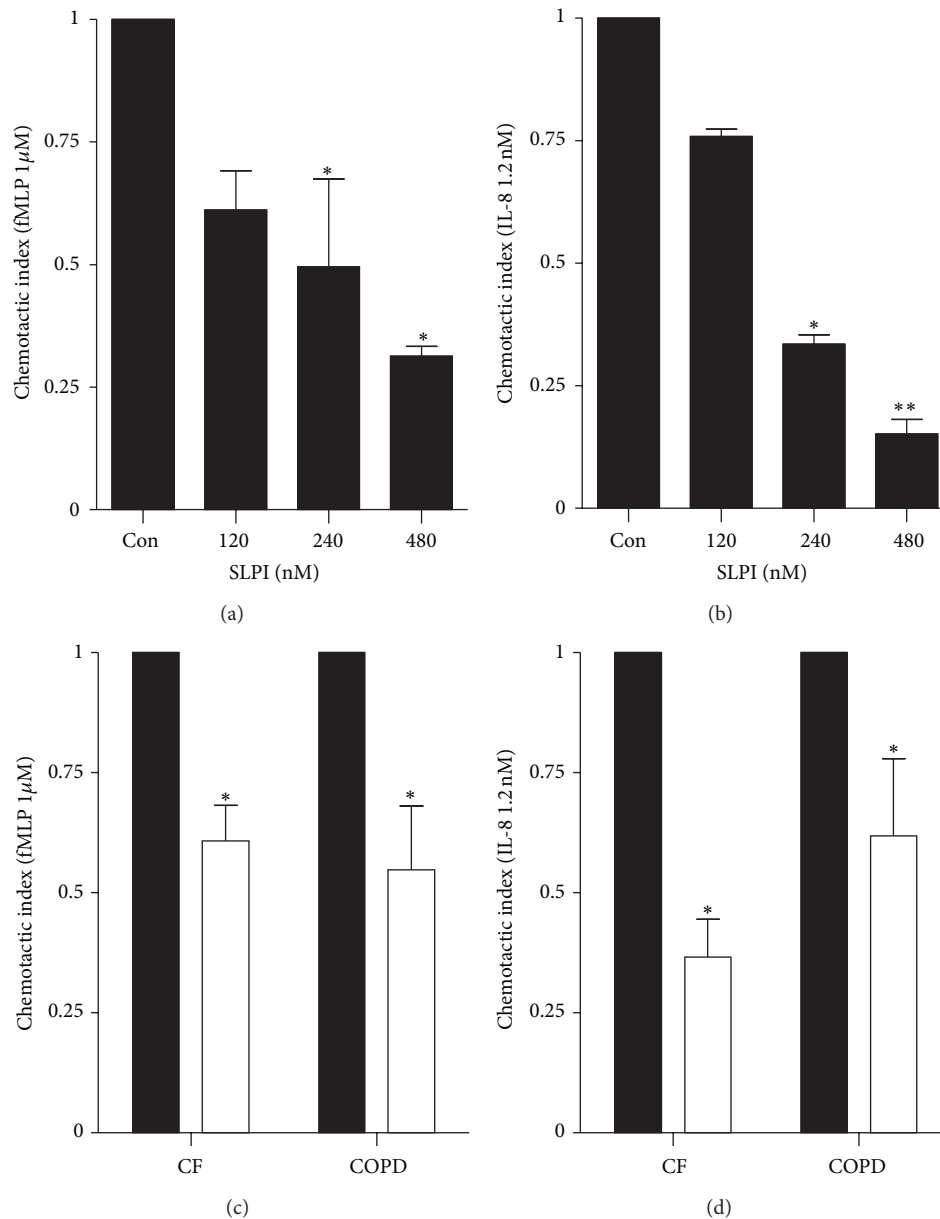 1
0.75
0.5
0.25
0
Chemotactic index (fMLP 1μM)
*
*
Con
120
240
480
SLPI (nM)
(a)
1
0.75
0.5
0.25
0
Chemotactic index (IL-8 1.2 nM)
*
**
Con
120
240
480
SLPI (nM)
(b)
1
0.75
0.5
0.25
0
Chemotactic index (fMLP 1μM)
*
*
CF
COPD
(c)
1
0.75
0.5
0.25
0
Chemotactic index (IL-8 1.2 nM)
*
*
CF
COPD
(d)